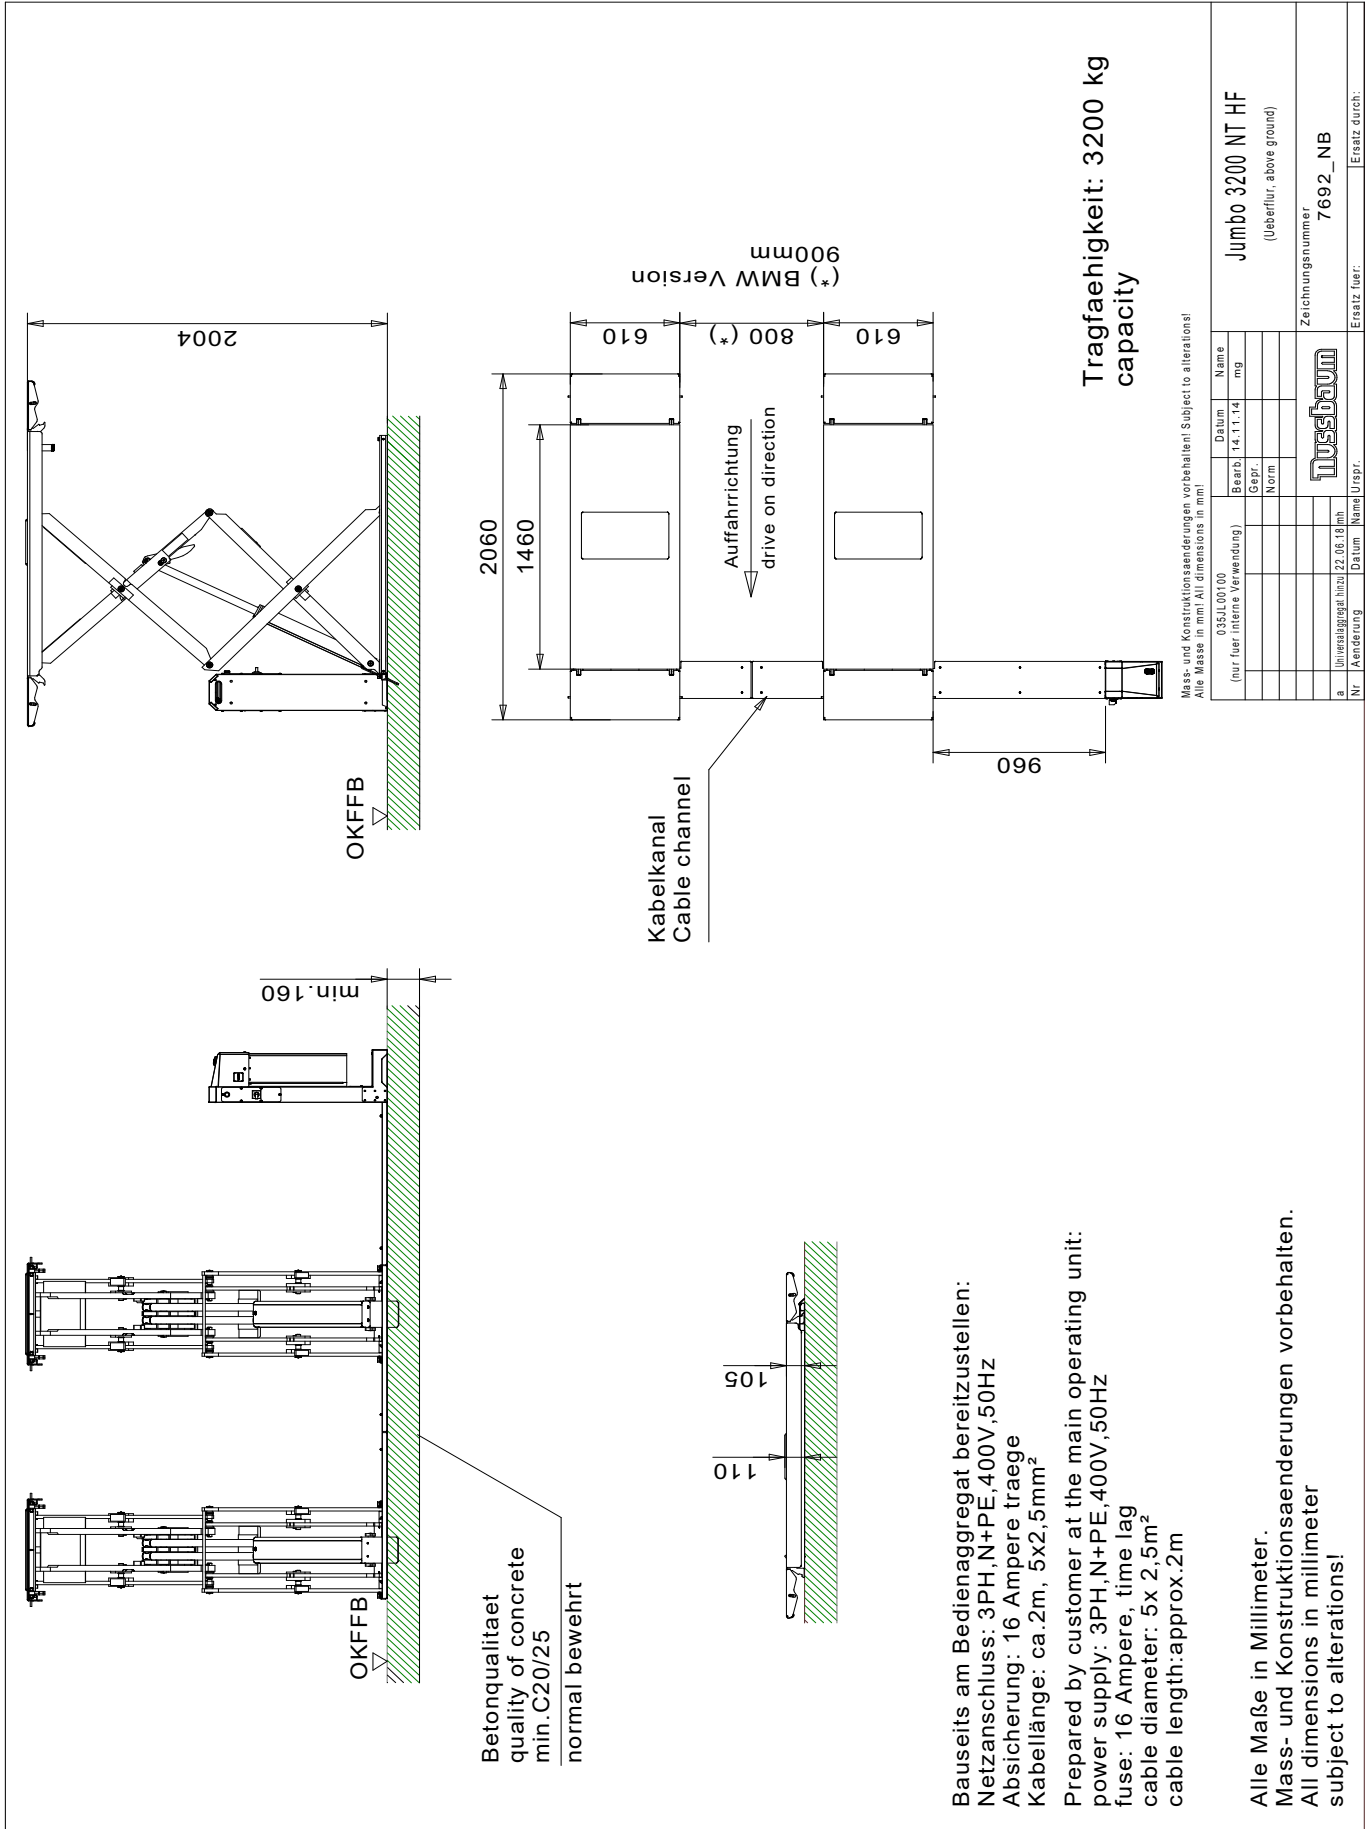 OKFFB
min.160
Betonqualitaet
quality of concrete
min.C20/25
normal bewehrt
OKFFB
2004
105
110
2060
1460
610
800 (*)
610
(*) BMW Version
900mm
Auffahrrichtung
drive on direction
Kabelkanal
Cable channel
960
Tragfaehigkeit: 3200 kg
capacity
Bauseits am Bedienaggregat bereitzustellen:
Netzanschluss: 3PH,N+PE,400V,50Hz
Absicherung: 16 Ampere traege
Kabellänge: ca.2m, 5x2,5mm²
Prepared by customer at the main operating unit:
power supply: 3PH,N+PE,400V,50Hz
fuse: 16 Ampere, time lag
cable diameter: 5x 2,5m²
cable length:approx.2m
Alle Maße in Millimeter.
Mass- und Konstruktionsaenderungen vorbehalten.
All dimensions in millimeter
subject to alterations!
Mass- und Konstruktionsaenderungen vorbehalten! Subject to alterations!
Alle Masse in mm! All dimensions in mm!
035JL00100
(nur fuer interne Verwendung)
Datum Name
Bearb. 14.11.14 mg
Gepr.
Norm
Jumbo 3200 NT HF
(Ueberflur, above ground)
nussbaum
Zeichnungsnummer
7692_NB
a Universalaggregat hinzu 22.06.18 mh
Nr Aenderung Datum Name Urspr. Ersatz fuer: Ersatz durch: